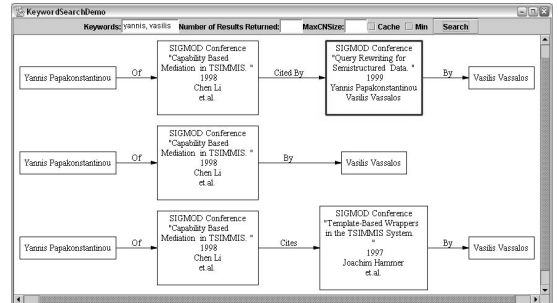 KeywordSearchDemo
Keywords: yannis, vasilis Number of Results Returned: MaxCNSize: Cache Min Search
Yannis Papakonstantinou
Of
SIGMOD Conference
"Capability Based
Mediation in TSIMMIS. "
1998
Chen Li
et.al.
Cited By
SIGMOD Conference
"Query Rewriting for
Semistructured Data. "
1999
Yannis Papakonstantinou
Vasilis Vassalos
By
Vasilis Vassalos
Yannis Papakonstantinou
Of
SIGMOD Conference
"Capability Based
Mediation in TSIMMIS. "
1998
Chen Li
et.al.
By
Vasilis Vassalos
Yannis Papakonstantinou
Of
SIGMOD Conference
"Capability Based
Mediation in TSIMMIS. "
1998
Chen Li
et.al.
Cites
SIGMOD Conference
"Template-Based Wrappers
in the TSIMMIS System.
"
1997
Joachim Hammer
et.al.
By
Vasilis Vassalos